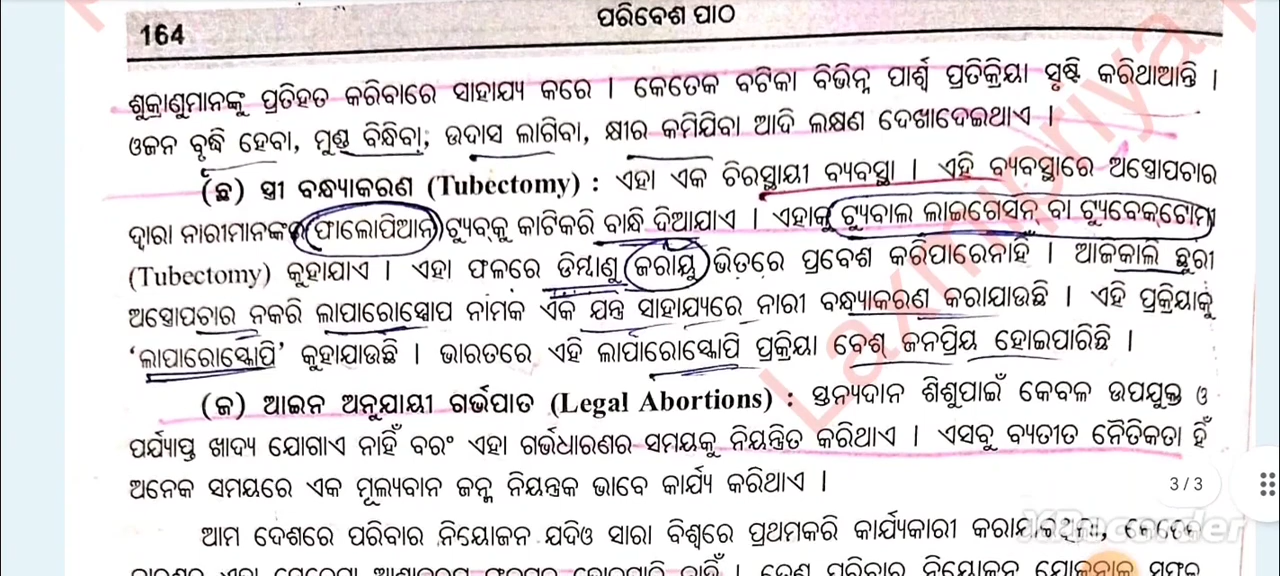 164
ପରିବେଶ ପାଠ
ଶୁକ୍ରାଣୁମାନଙ୍କୁ ପ୍ରତିହତ କରିବାରେ ସାହାଯ୍ୟ କରେ । କେତେକ ବଟିକା ବିଭିନ୍ନ ପାର୍ଶ୍ୱ ପ୍ରତିକ୍ରିୟା ସୃଷ୍ଟି କରିଥାଆନ୍ତି ।
ଓଜନ ବୃଦ୍ଧି ହେବା, ମୁଣ୍ଡ ବିନ୍ଧିବା, ଉଦାସ ଲାଗିବା, କ୍ଷୀର କମିଯିବା ଆଦି ଲକ୍ଷଣ ଦେଖାଦେଇଥାଏ ।
(ଛ) ସ୍ତ୍ରୀ ବନ୍ଧ୍ୟାକରଣ (Tubectomy) : ଏହା ଏକ ଚିରସ୍ଥାୟୀ ବ୍ୟବସ୍ଥା । ଏହି ବ୍ୟବସ୍ଥାରେ ଅସ୍ତ୍ରୋପଚାର
ଦ୍ୱାରା ନାରୀମାନଙ୍କର ଫାଲୋପିଆନ ଟ୍ୟୁବ୍‌କୁ କାଟିକରି ବାନ୍ଧି ଦିଆଯାଏ । ଏହାକୁ ଟ୍ୟୁବାଲ ଲାଇଗେସନ୍ ବା ଟ୍ୟୁବେକ୍‌ଟୋମି
(Tubectomy) କୁହାଯାଏ । ଏହା ଫଳରେ ଡିମ୍ବାଣୁ ଜରାୟୁ ଭିତରେ ପ୍ରବେଶ କରିପାରେନାହିଁ । ଆଜିକାଲି ଛୁରୀ
ଅସ୍ତ୍ରୋପଚାର ନକରି ଲାପାରୋସ୍କୋପ ନାମକ ଏକ ଯନ୍ତ୍ର ସାହାଯ୍ୟରେ ନାରୀ ବନ୍ଧ୍ୟାକରଣ କରାଯାଉଛି । ଏହି ପ୍ରକ୍ରିୟାକୁ
‘ଲାପାରୋସ୍କୋପି’ କୁହାଯାଉଛି । ଭାରତରେ ଏହି ଲାପାରୋସ୍କୋପି ପ୍ରକ୍ରିୟା ବେଶ୍ ଜନପ୍ରିୟ ହୋଇପାରିଛି ।
(ଜ) ଆଇନ ଅନୁଯାୟୀ ଗର୍ଭପାତ (Legal Abortions) : ସ୍ତନ୍ୟଦାନ ଶିଶୁପାଇଁ କେବଳ ଉପଯୁକ୍ତ ଓ
ପର୍ଯ୍ୟାପ୍ତ ଖାଦ୍ୟ ଯୋଗାଏ ନାହିଁ ବରଂ ଏହା ଗର୍ଭଧାରଣର ସମୟକୁ ନିୟନ୍ତ୍ରିତ କରିଥାଏ । ଏସବୁ ବ୍ୟତୀତ ନୈତିକତା ହିଁ
ଅନେକ ସମୟରେ ଏକ ମୂଲ୍ୟବାନ ଜନ୍ମ ନିୟନ୍ତ୍ରକ ଭାବେ କାର୍ଯ୍ୟ କରିଥାଏ ।
3 / 3
ଆମ ଦେଶରେ ପରିବାର ନିୟୋଜନ ଯଦିଓ ସାରା ବିଶ୍ୱରେ ପ୍ରଥମକରି କାର୍ଯ୍ୟକାରୀ କରାଯାଇଥିଲା, କେତେକ
Laxmipriya
XRecorder